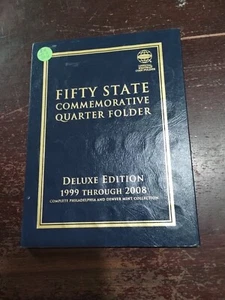 FIFTY STATE
COMMEMORATIVE
QUARTER FOLDER
DELUXE EDITION
1999 THROUGH 2008
COMPLETE PHILADELPHIA AND DENVER MINT COLLECTION